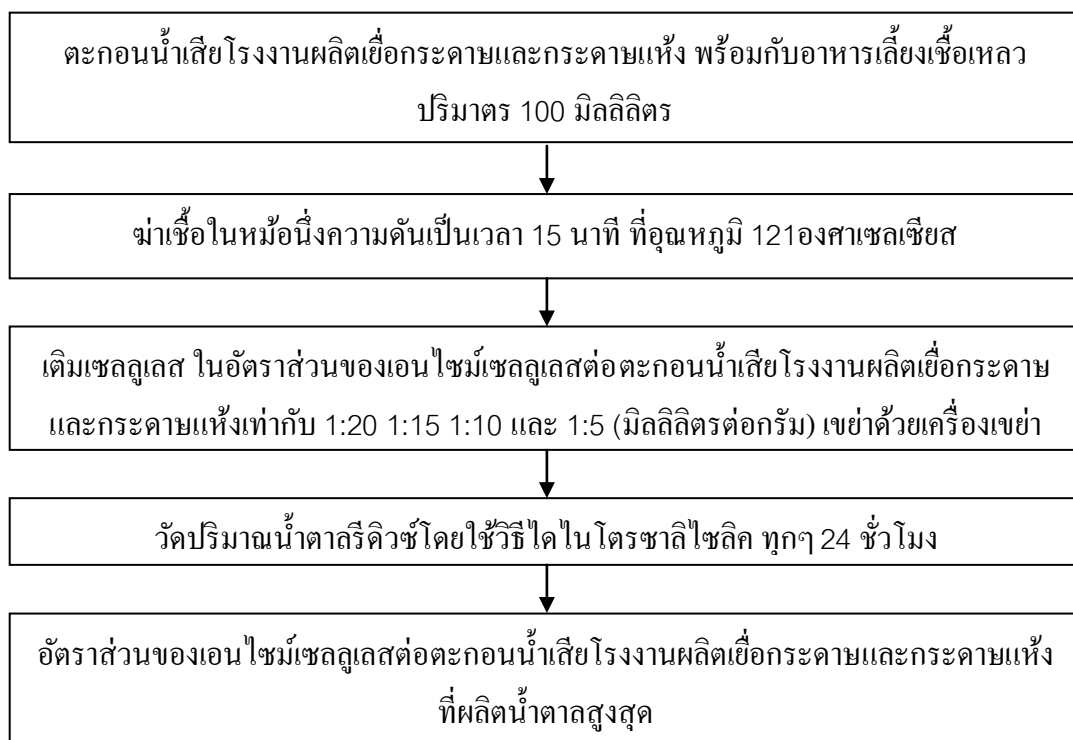 ตะกอนน้ำเสียโรงงานผลิตเยื่อกระดาษและกระดาษแห้ง พร้อมกับอาหารเลี้ยงเชื้อเหลว
ปริมาตร 100 มิลลิลิตร
ฆ่าเชื้อในหม้อนึ่งความดันเป็นเวลา 15 นาที ที่อุณหภูมิ 121องศาเซลเซียส
เติมเซลลูเลส ในอัตราส่วนของเอนไซม์เซลลูเลสต่อตะกอนน้ำเสียโรงงานผลิตเยื่อกระดาษ
และกระดาษแห้งเท่ากับ 1:20 1:15 1:10 และ 1:5 (มิลลิลิตรต่อกรัม) เขย่าด้วยเครื่องเขย่า
วัดปริมาณน้ำตาลรีดิวซ์โดยใช้วิธีไดไนโตรซาลิไซลิค ทุกๆ 24 ชั่วโมง
อัตราส่วนของเอนไซม์เซลลูเลสต่อตะกอนน้ำเสียโรงงานผลิตเยื่อกระดาษและกระดาษแห้ง
ที่ผลิตน้ำตาลสูงสุด